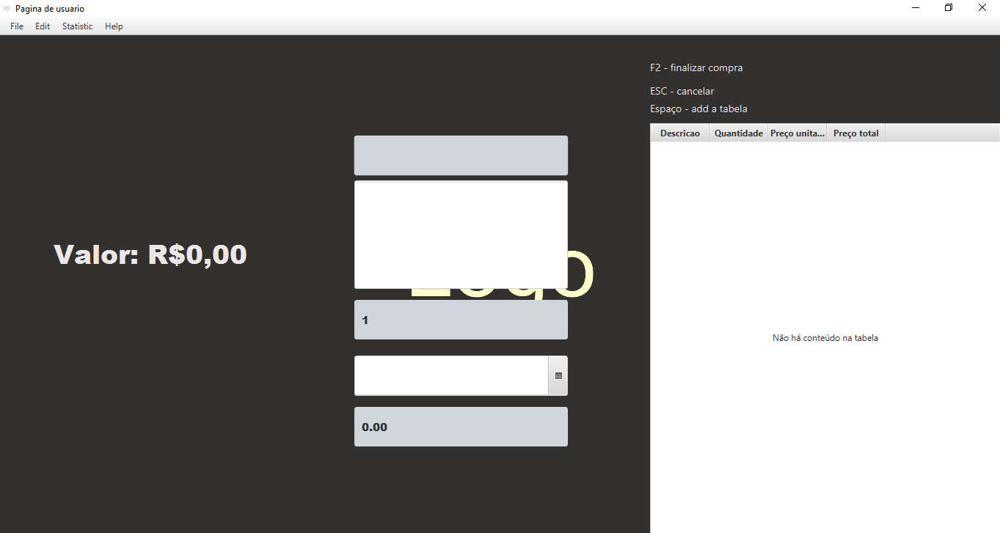 Pagina de usuario
File Edit Statistic Help
F2 - finalizar compra
ESC - cancelar
Espaço - add a tabela
Descricao Quantidade Preço unita... Preço total
Valor: R$0,00
Logo
1
Não há conteúdo na tabela
0.00